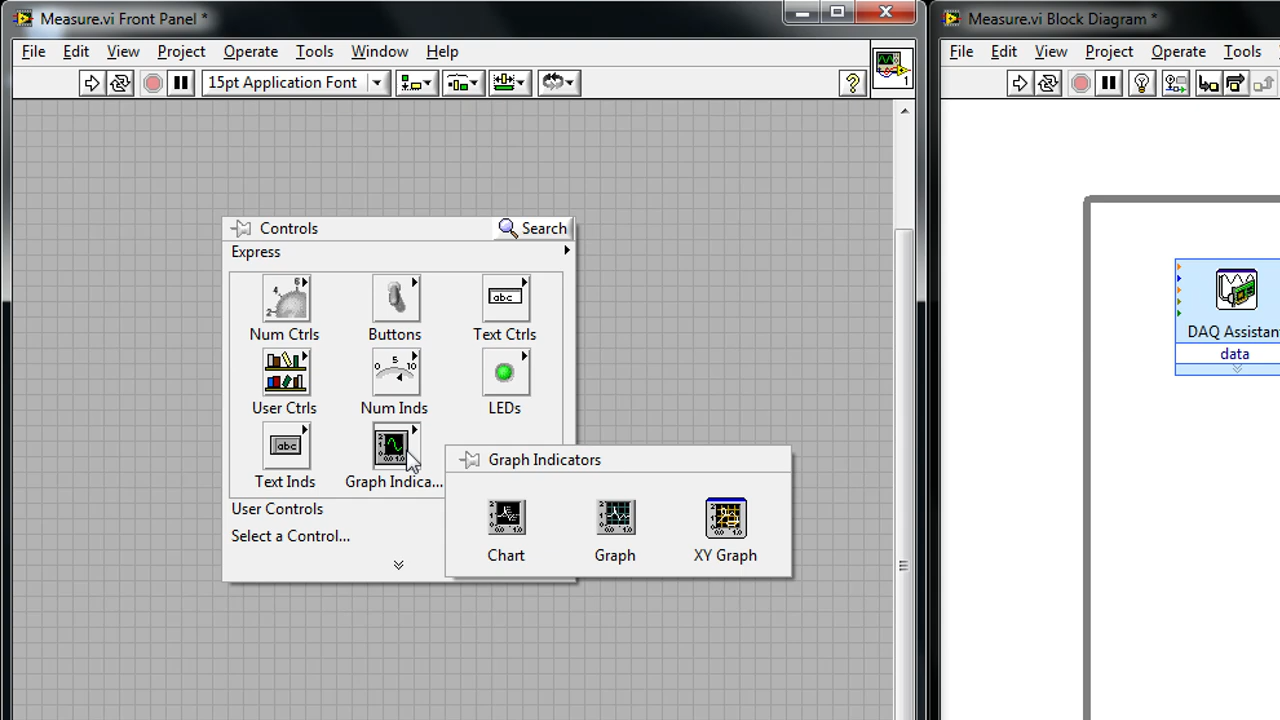 Measure.vi Front Panel *
File Edit View Project Operate Tools Window Help
15pt Application Font
?
1
Controls
Search
Express
Num Ctrls Buttons Text Ctrls
User Ctrls Num Inds LEDs
Text Inds Graph Indica...
User Controls
Select a Control...
Graph Indicators
Chart Graph XY Graph
Measure.vi Block Diagram *
File Edit View Project Operate Tools
DAQ Assistant
data